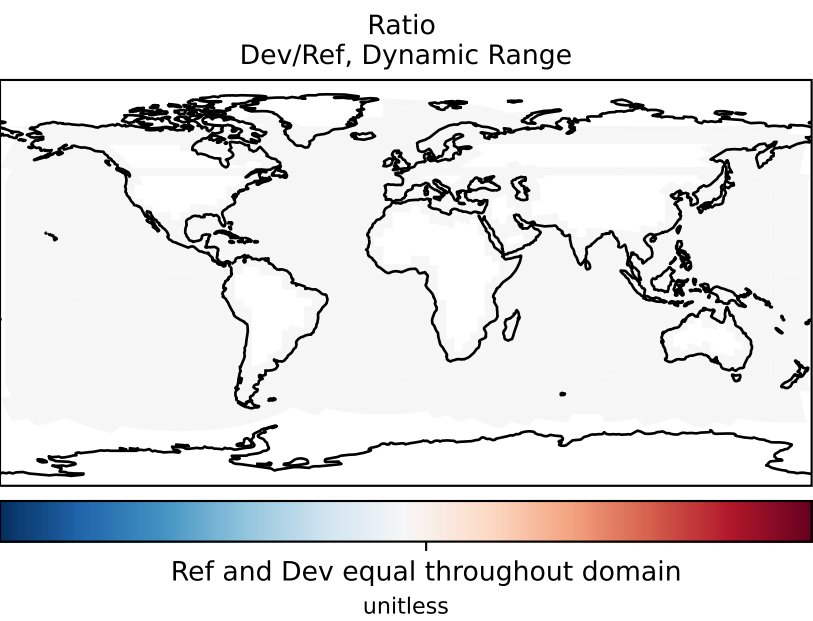 Ratio
Dev/Ref, Dynamic Range
Ref and Dev equal throughout domain
unitless